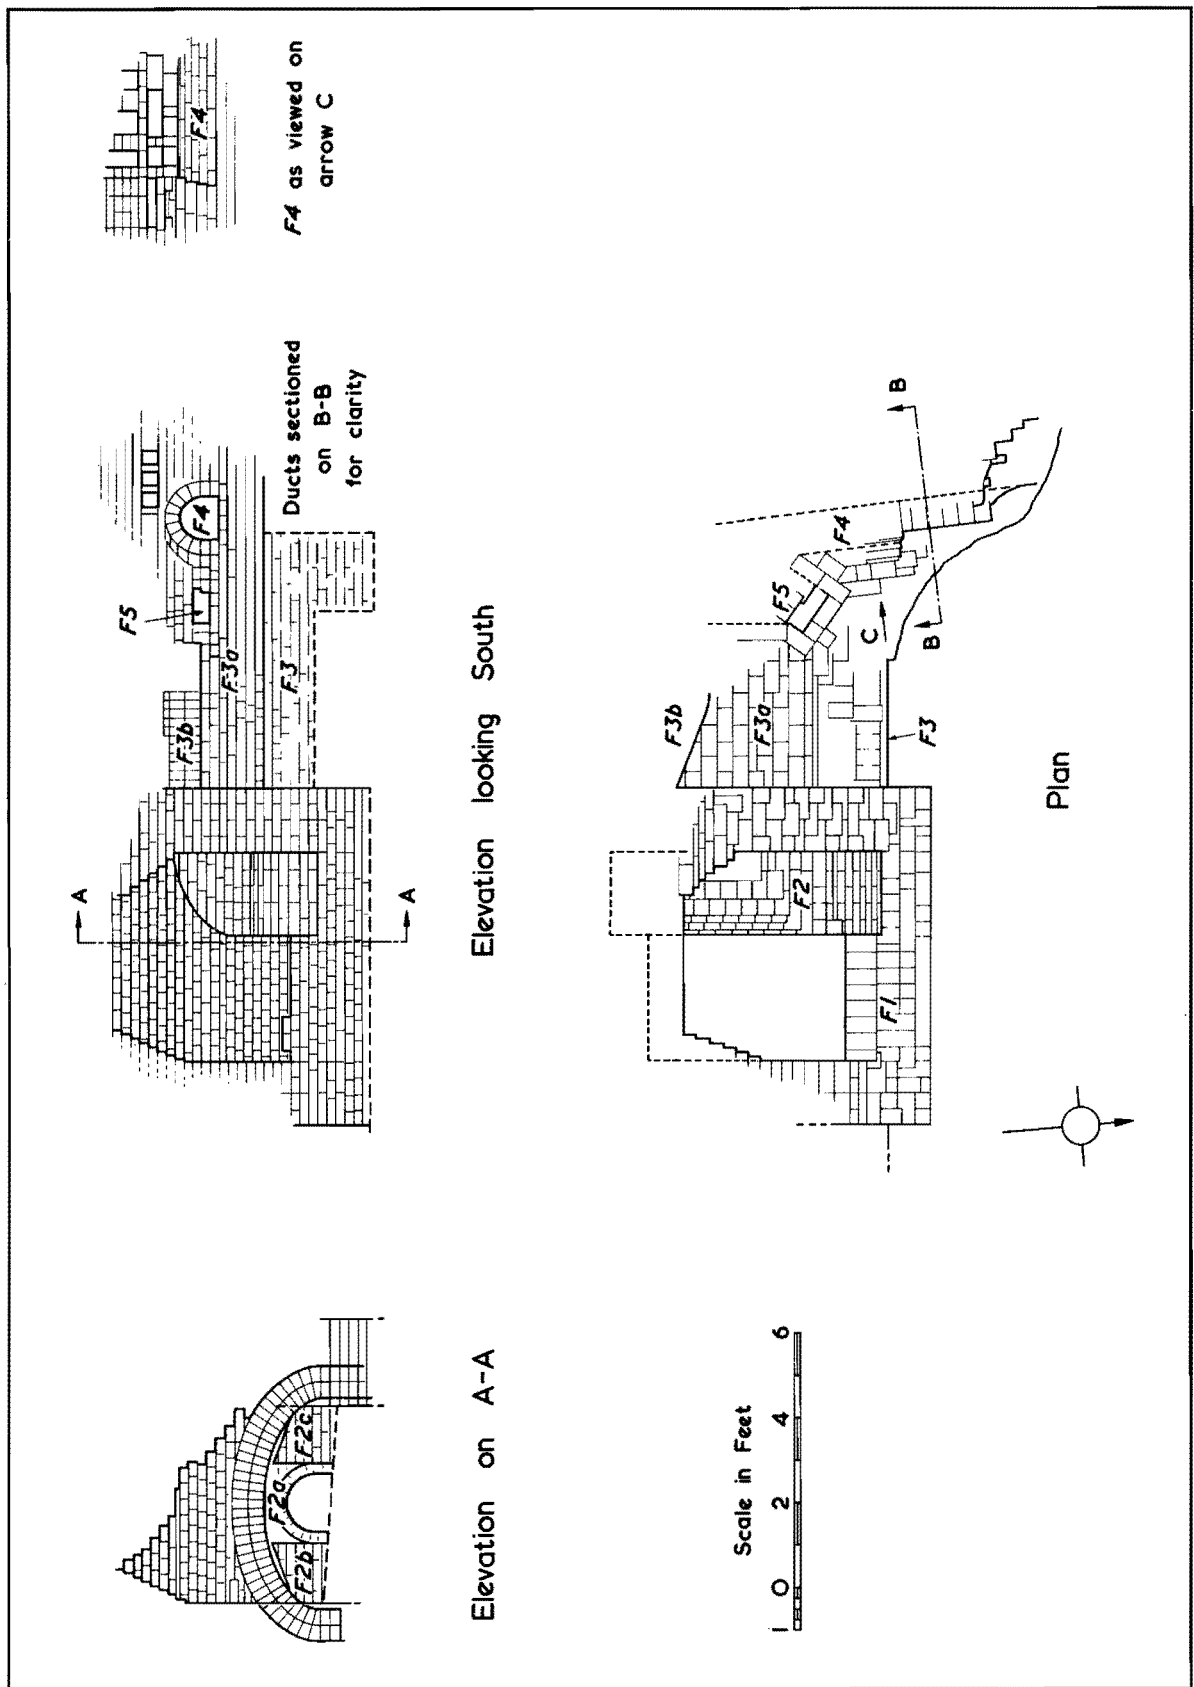 F4
F4 as viewed on
arrow C
A
A
F5
F4
F3b
F3a
F3
Ducts sectioned
on B-B
for clarity
Elevation looking South
F2a
F2b
F2c
Elevation on A-A
F3b
F3a
F5
F4
B
B
C
F2
F1
F3
Plan
Scale in Feet
1 0 2 4 6